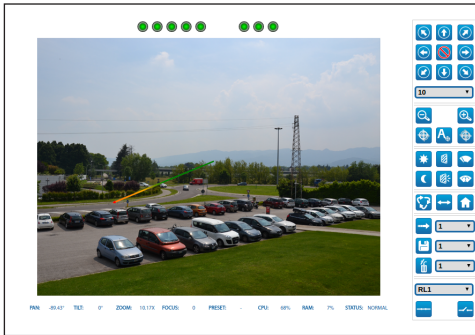 10
A
1
1
1
RL1
PAN: -89.43° TILT: 0° ZOOM: 10.17X FOCUS: 0 PRESET: - CPU: 68% RAM: 7% STATUS: NORMAL